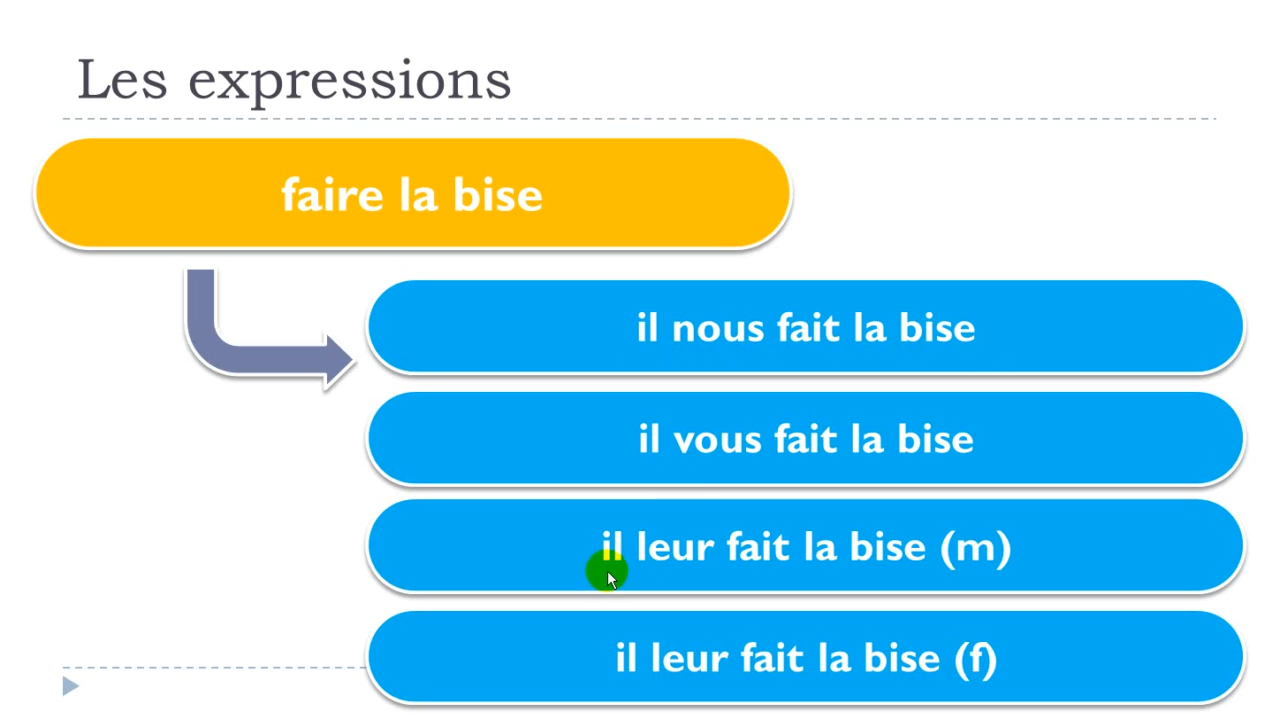 Les expressions
faire la bise
il nous fait la bise
il vous fait la bise
il leur fait la bise (m)
il leur fait la bise (f)